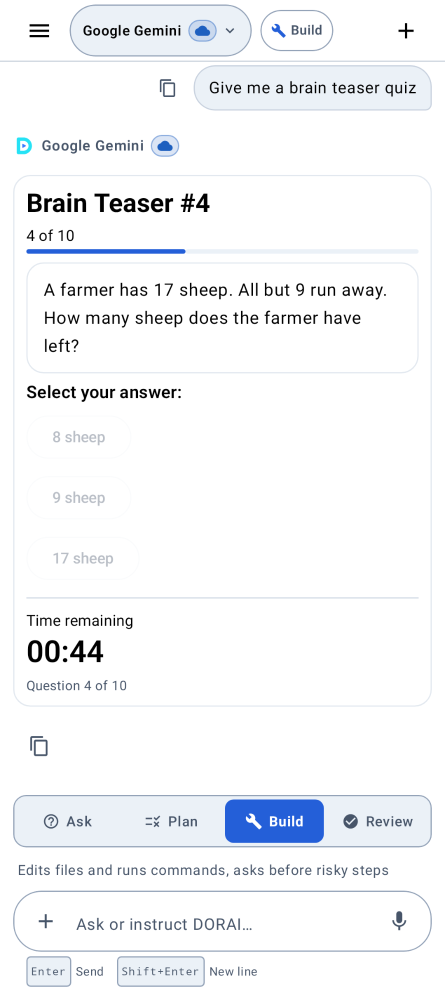 Google Gemini
Build
Give me a brain teaser quiz
Google Gemini
Brain Teaser #4
4 of 10
A farmer has 17 sheep. All but 9 run away.
How many sheep does the farmer have
left?
Select your answer:
8 sheep
9 sheep
17 sheep
Time remaining
00:44
Question 4 of 10
Ask
Plan
Build
Review
Edits files and runs commands, asks before risky steps
Ask or instruct DORAI...
Enter Send Shift+Enter New line